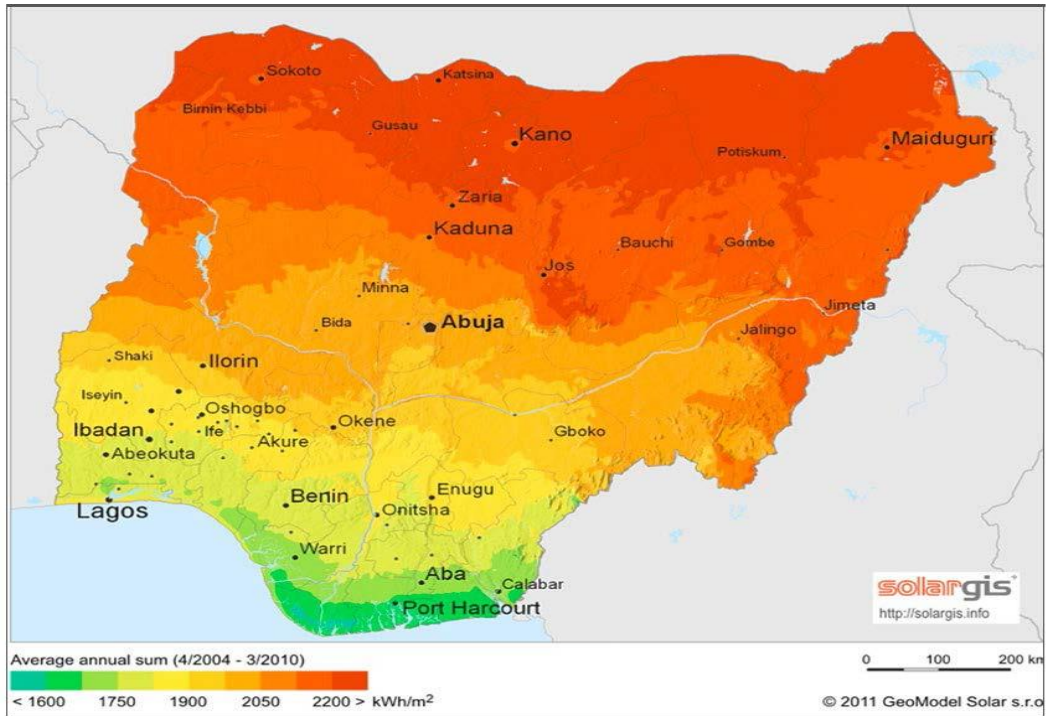 Sokoto
Katsina
Birnin Kebbi
Gusau
Kano
Potiskum
Maiduguri
Zaria
Kaduna
Bauchi
Gombe
Jos
Minna
Jimeta
Bida
Abuja
Jalingo
Shaki
Ilorin
Iseyin
Oshogbo
Ibadan
Ife
Okene
Akure
Gboko
Abeokuta
Benin
Enugu
Lagos
Onitsha
Warri
Aba
Calabar
Port Harcourt
solargis
http://solargis.info
Average annual sum (4/2004 - 3/2010)
0 100 200 km
< 1600 1750 1900 2050 2200 > kWh/m²
© 2011 GeoModel Solar s.r.o